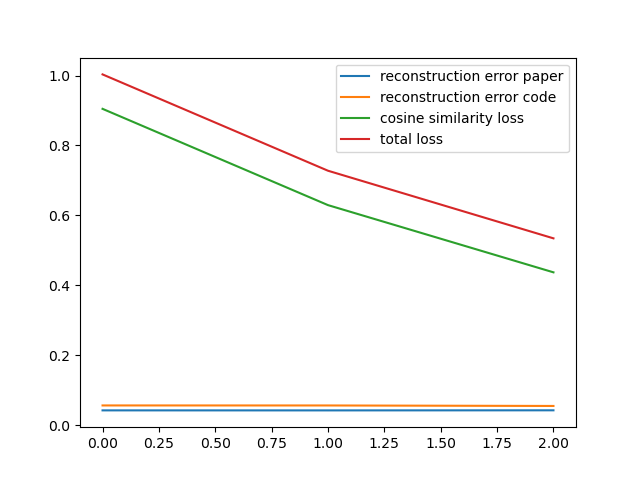 reconstruction error paper
reconstruction error code
cosine similarity loss
total loss
1.0
0.8
0.6
0.4
0.2
0.0
0.00 0.25 0.50 0.75 1.00 1.25 1.50 1.75 2.00